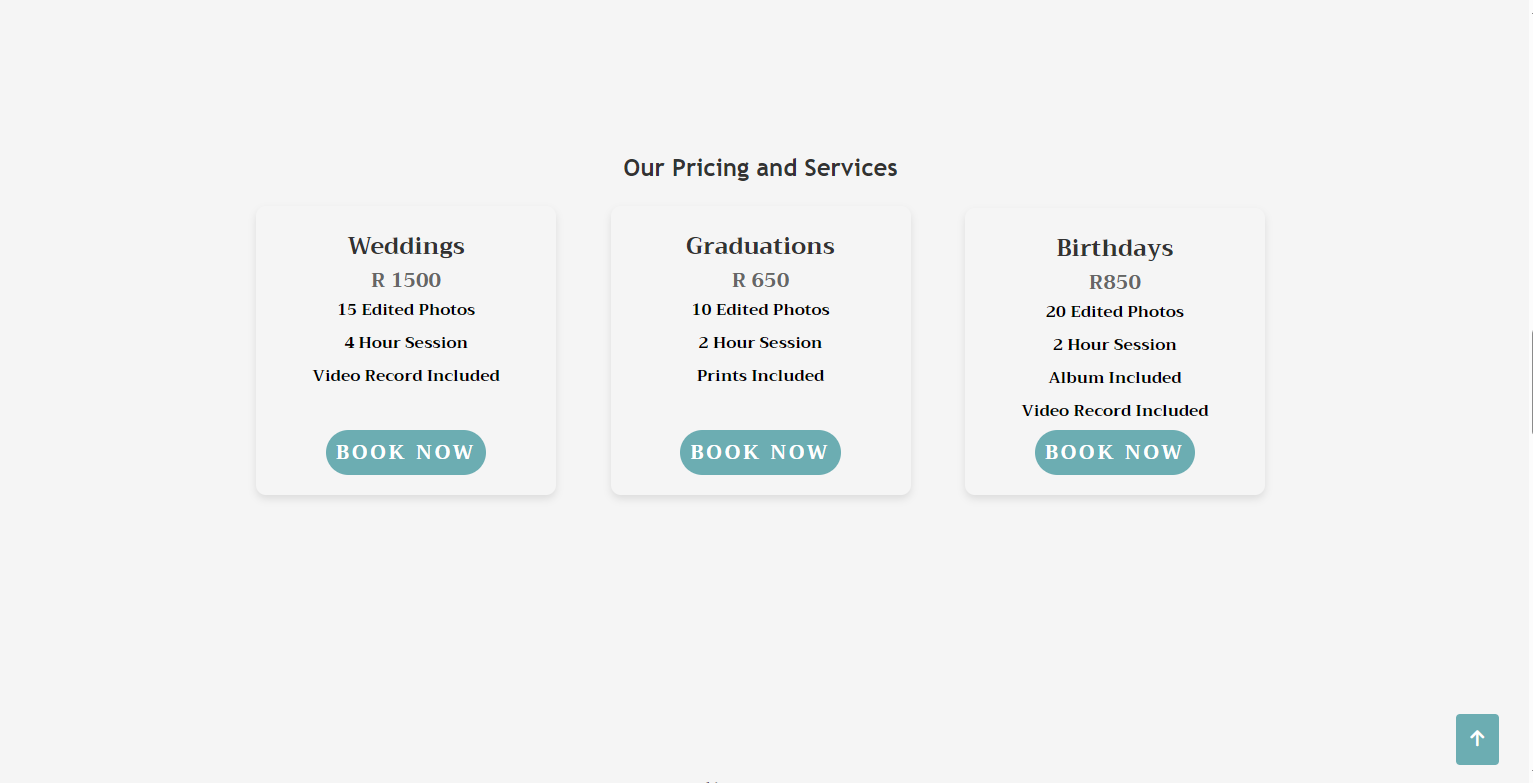 Our Pricing and Services
Weddings
R 1500
15 Edited Photos
4 Hour Session
Video Record Included
BOOK NOW
Graduations
R 650
10 Edited Photos
2 Hour Session
Prints Included
BOOK NOW
Birthdays
R850
20 Edited Photos
2 Hour Session
Album Included
Video Record Included
BOOK NOW